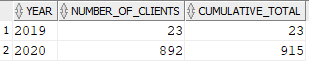 YEAR NUMBER_OF_CLIENTS CUMULATIVE_TOTAL
1 2019 23 23
2 2020 892 915